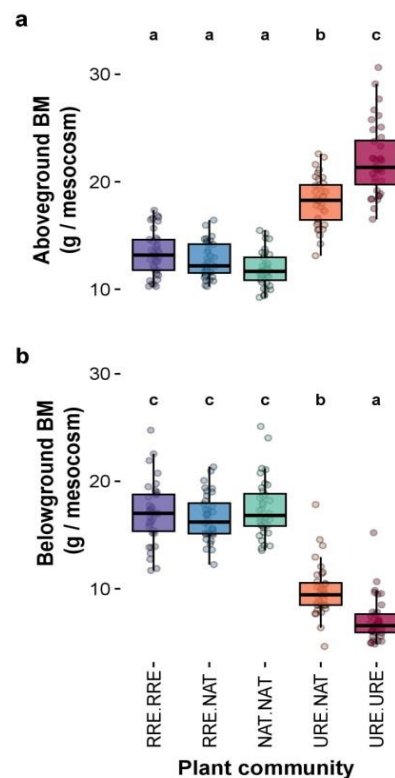 a
a a a b c
Aboveground BM
(g / mesocosm)
30 -
20 -
10 -
b
30 -
c c c b a
Belowground BM
(g / mesocosm)
20 -
10 -
RRE.RRE -
RRE.NAT -
NAT.NAT -
URE.NAT -
URE.URE -
Plant community